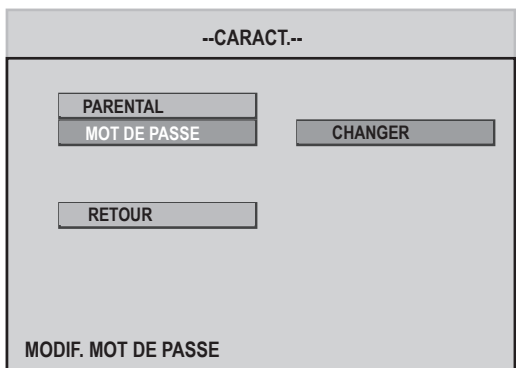 --CARACT.--
PARENTAL
MOT DE PASSE CHANGER
RETOUR
MODIF. MOT DE PASSE